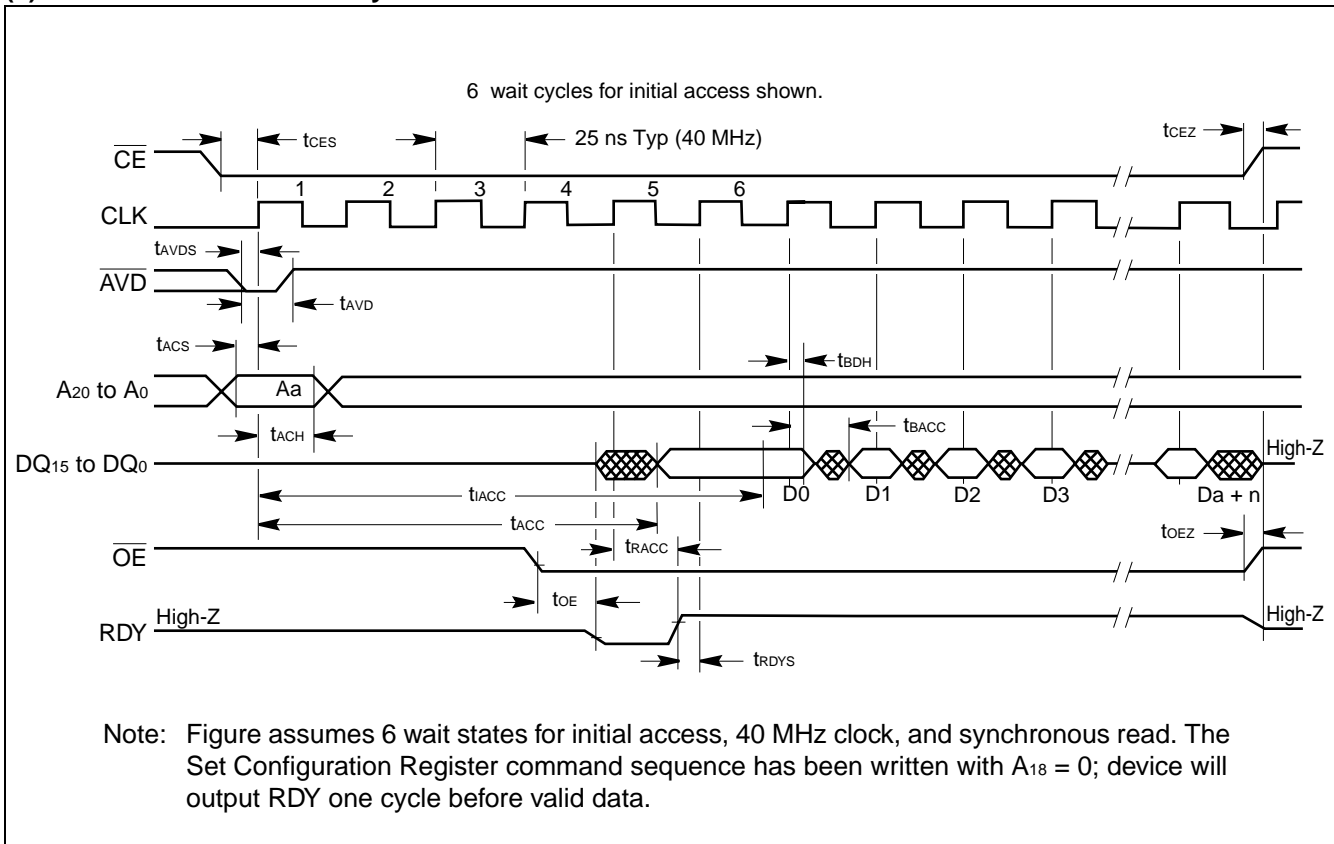 6 wait cycles for initial access shown.
tCES
25 ns Typ (40 MHz)
tCEZ
CE
1 2 3 4 5 6
CLK
tAVDS
AVD
tAVD
tACS
A20 to A0
Aa
tBDH
tACH
tBACC
DQ15 to DQ0
High-Z
D0 D1 D2 D3 Da + n
tIACC
tACC
OE
tRACC
tOEZ
tOE
High-Z
High-Z
RDY
tRDYS
Note: Figure assumes 6 wait states for initial access, 40 MHz clock, and synchronous read. The
Set Configuration Register command sequence has been written with A18 = 0; device will
output RDY one cycle before valid data.